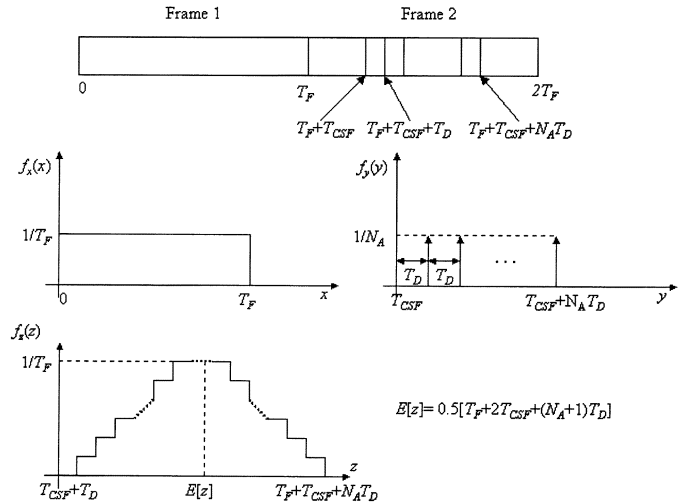 Frame 1 Frame 2
0 T_F 2T_F
T_F+T_CSF T_F+T_CSF+T_D T_F+T_CSF+N_AT_D
f_x(x)
1/T_F
0 T_F x
f_y(y)
1/N_A
T_D T_D ...
T_CSF T_CSF+N_AT_D y
f_z(z)
1/T_F
E[z]= 0.5[T_F+2T_CSF+(N_A+1)T_D]
z
T_CSF+T_D E[z] T_F+T_CSF+N_AT_D